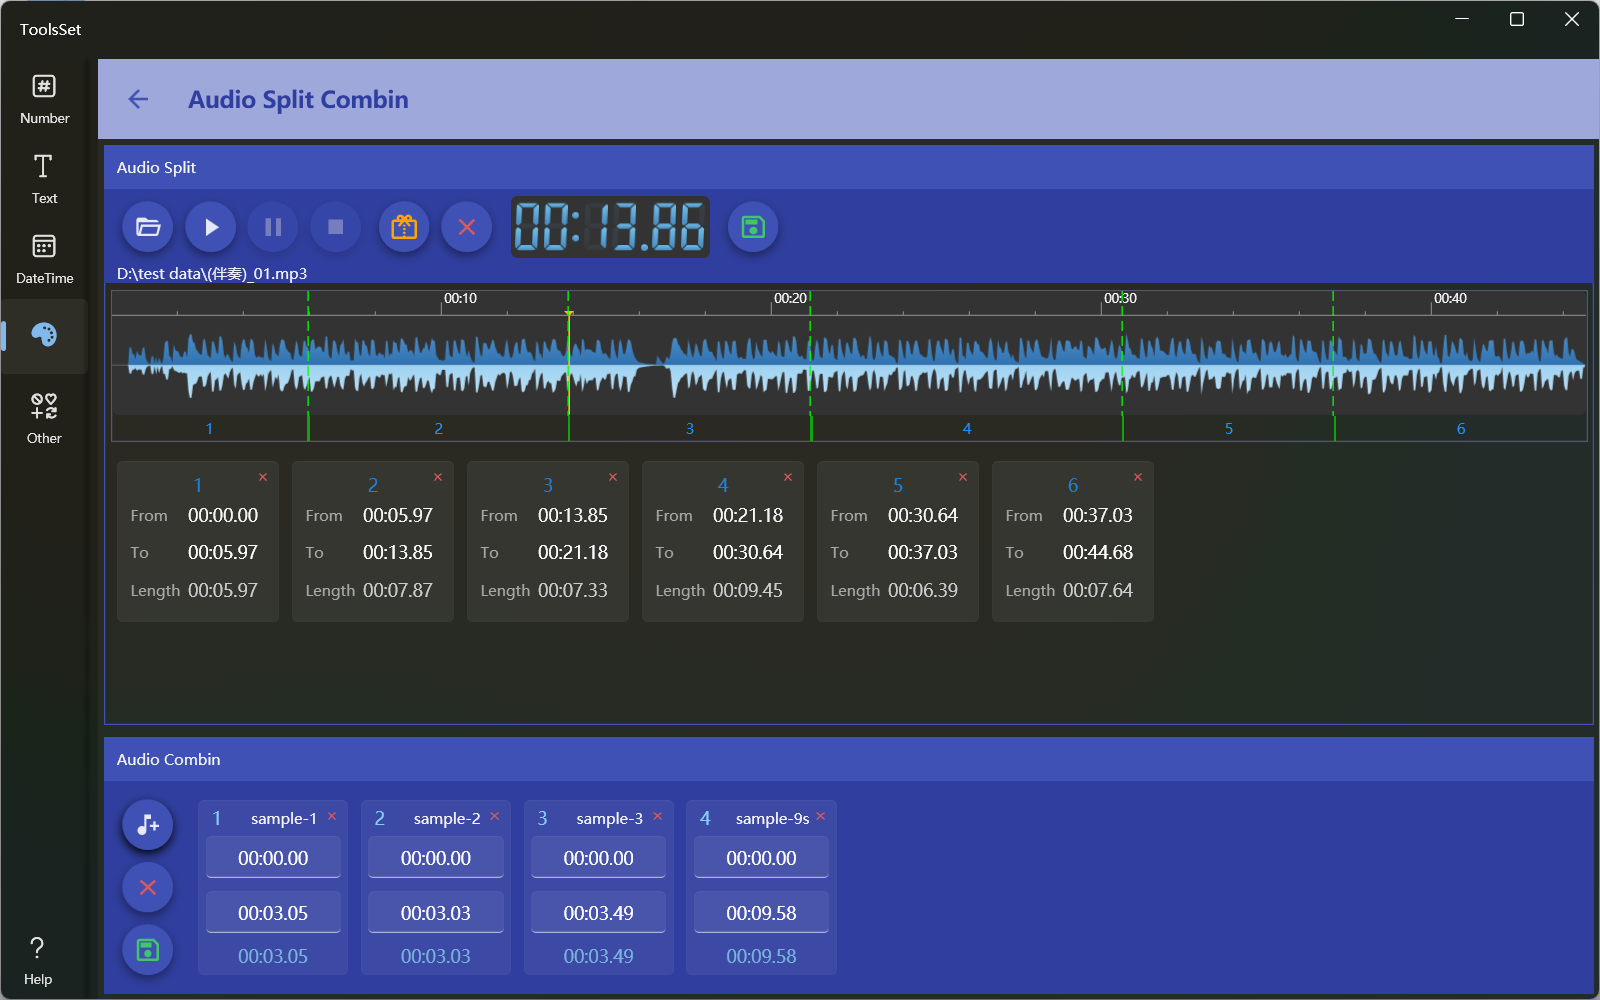 ToolsSet
Number
Text
DateTime
Other
Help
Audio Split Combin
Audio Split
00:13.86
D:\test data\(伴奏)_01.mp3
00:10 00:20 00:30 00:40
1 2 3 4 5 6
1
From 00:00.00
To 00:05.97
Length 00:05.97
2
From 00:05.97
To 00:13.85
Length 00:07.87
3
From 00:13.85
To 00:21.18
Length 00:07.33
4
From 00:21.18
To 00:30.64
Length 00:09.45
5
From 00:30.64
To 00:37.03
Length 00:06.39
6
From 00:37.03
To 00:44.68
Length 00:07.64
Audio Combin
1 sample-1
00:00.00
00:03.05
00:03.05
2 sample-2
00:00.00
00:03.03
00:03.03
3 sample-3
00:00.00
00:03.49
00:03.49
4 sample-9s
00:00.00
00:09.58
00:09.58